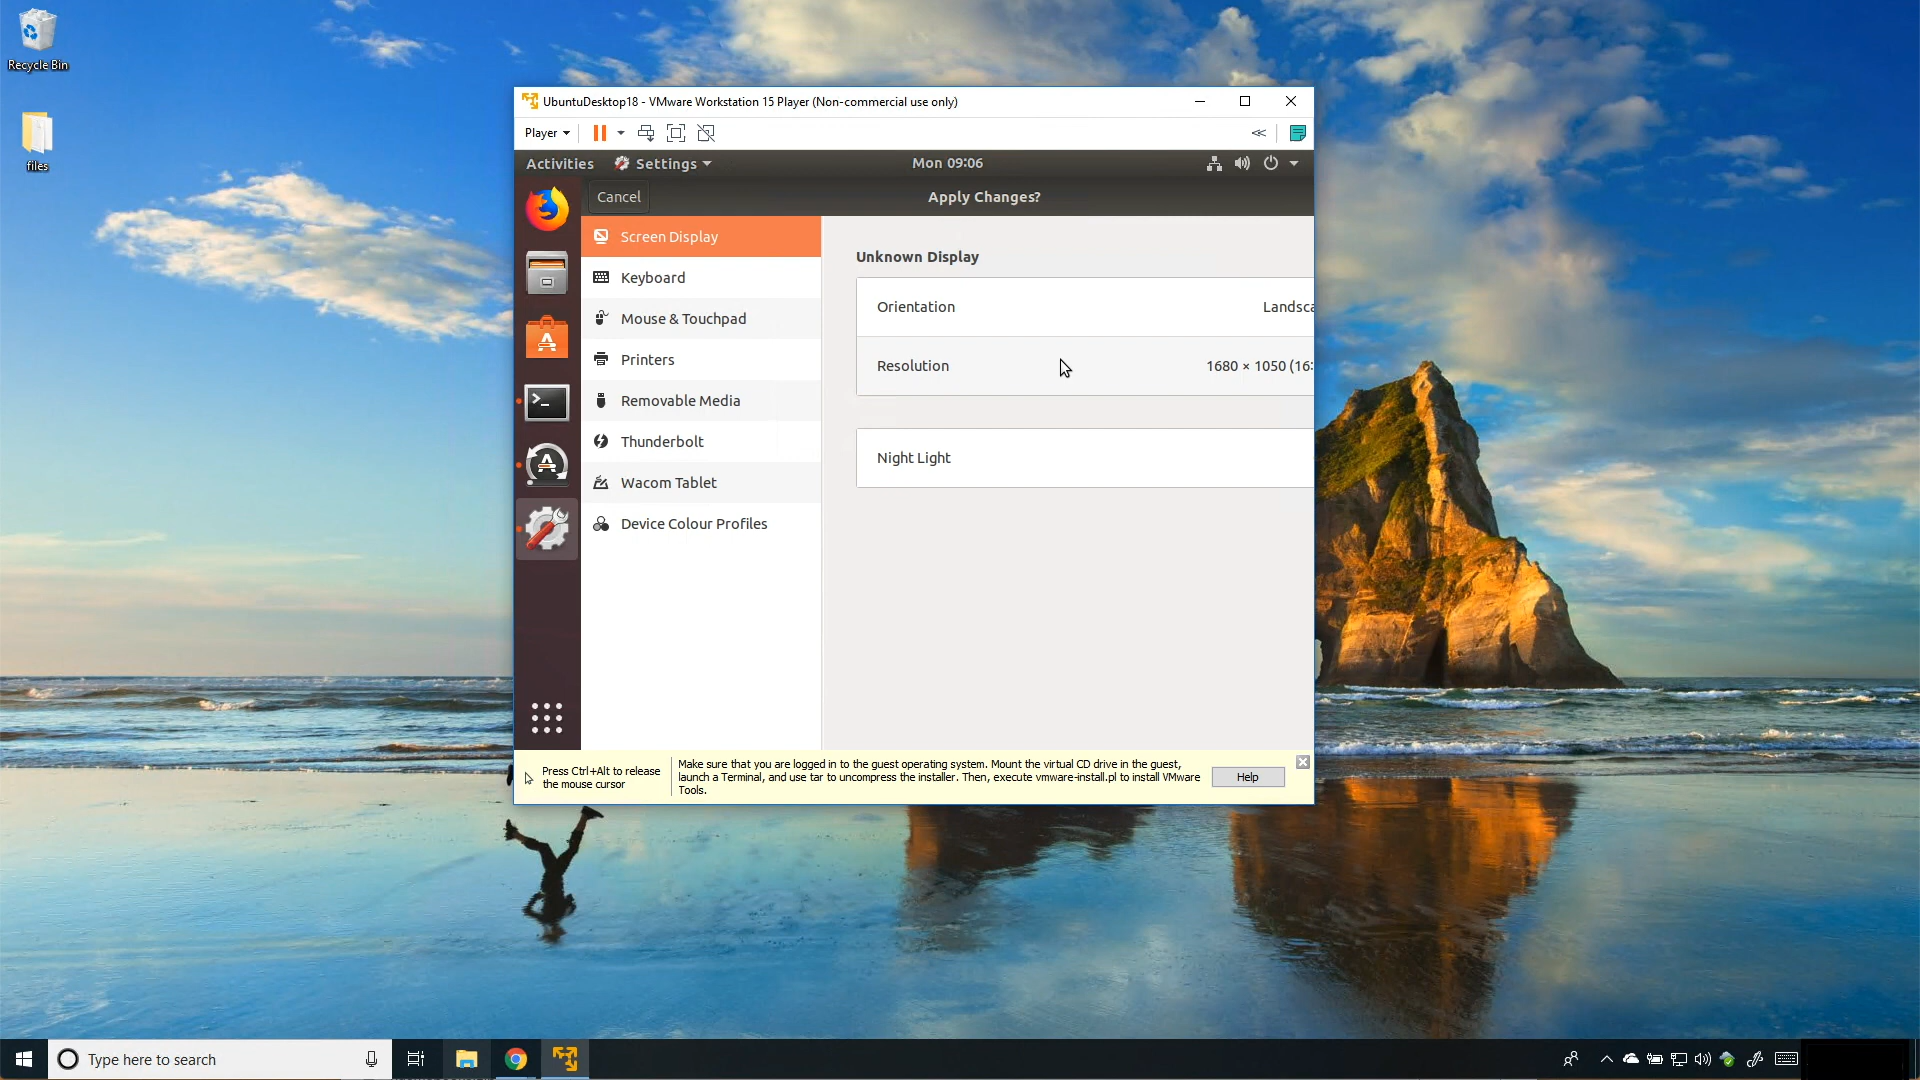 Recycle Bin
files
UbuntuDesktop18 - VMware Workstation 15 Player (Non-commercial use only)
Player
Activities
Settings
Mon 09:06
Cancel
Apply Changes?
Screen Display
Keyboard
Mouse & Touchpad
Printers
Removable Media
Thunderbolt
Wacom Tablet
Device Colour Profiles
Unknown Display
Orientation
Landsca
Resolution
1680 × 1050 (16:
Night Light
Press Ctrl+Alt to release
the mouse cursor
Make sure that you are logged in to the guest operating system. Mount the virtual CD drive in the guest,
launch a Terminal, and use tar to uncompress the installer. Then, execute vmware-install.pl to install VMware
Tools.
Help
Type here to search